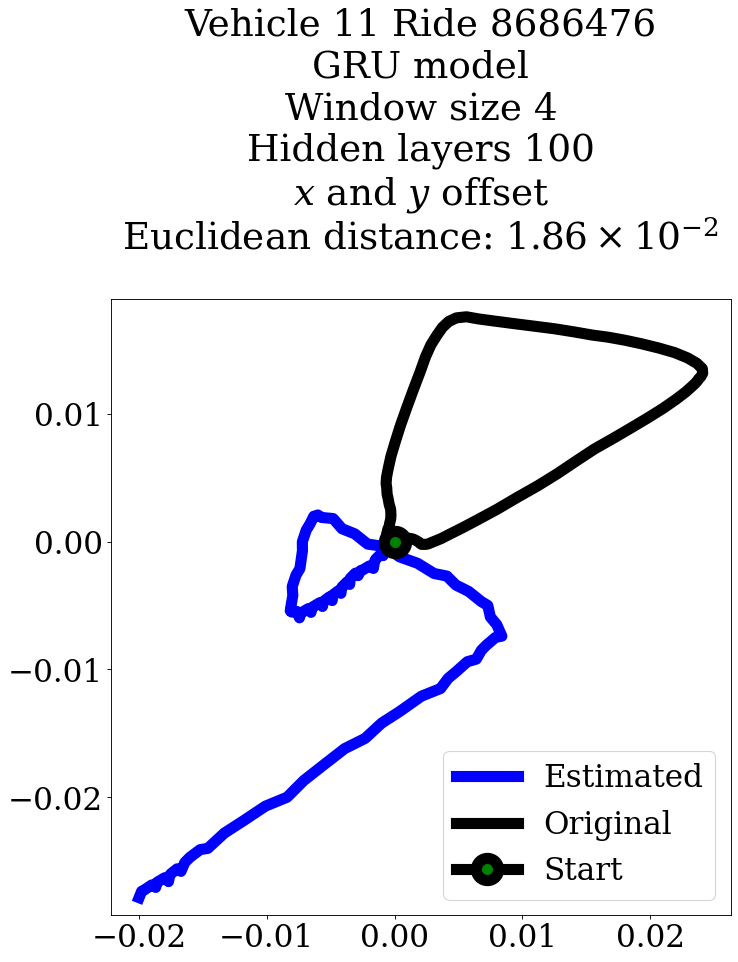 Vehicle 11 Ride 8686476
GRU model
Window size 4
Hidden layers 100
x and y offset
Euclidean distance: 1.86 × 10⁻²
0.01
0.00
−0.01
−0.02
Estimated
Original
Start
−0.02 −0.01 0.00 0.01 0.02